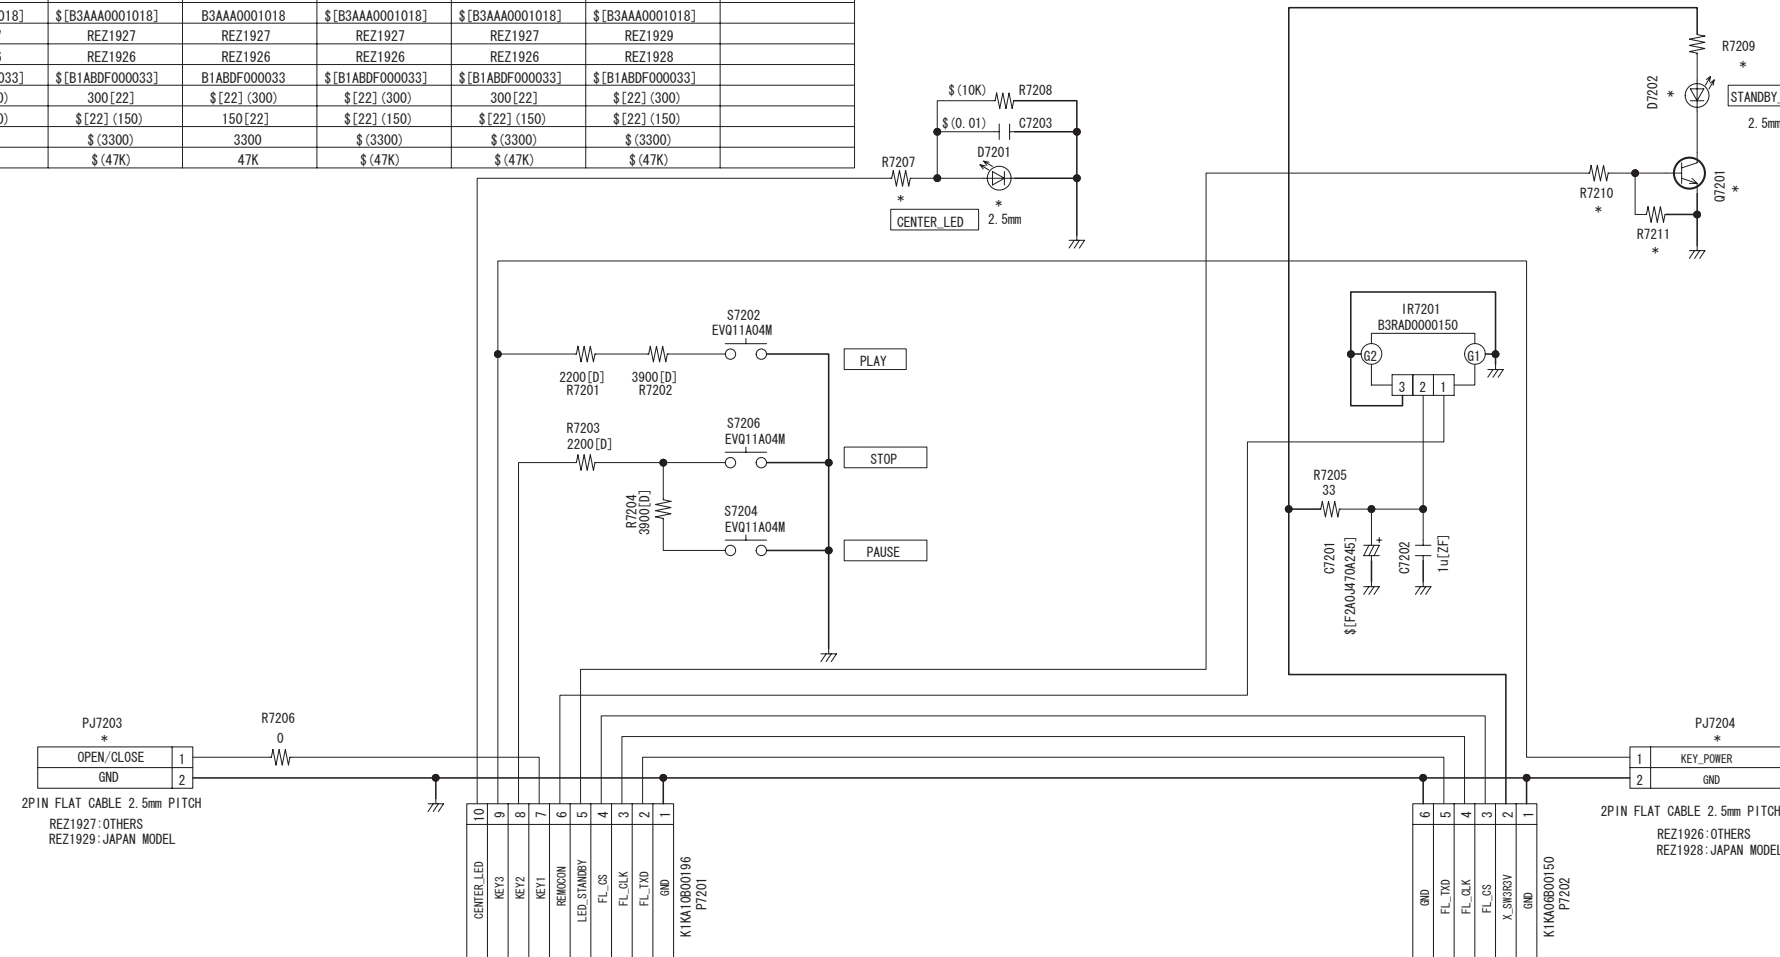 018] $[B3AAA0001018] B3AAA0001018 $[B3AAA0001018] $[B3AAA0001018] $[B3AAA0001018]
REZ1927 REZ1927 REZ1927 REZ1927 REZ1929
REZ1926 REZ1926 REZ1926 REZ1926 REZ1928
033] $[B1ABDF000033] B1ABDF000033 $[B1ABDF000033] $[B1ABDF000033] $[B1ABDF000033]
0) 300[22] $[22](300) $[22](300) 300[22] $[22](300)
0) $[22](150) 150[22] $[22](150) $[22](150) $[22](150)
$(3300) 3300 $(3300) $(3300) $(3300)
$(47K) 47K $(47K) $(47K) $(47K)
$(10K) R7208
$(0.01) C7203
D7201
R7207
*
*
2.5mm
CENTER_LED
R7209
*
D7202
*
STANDBY_
2.5mm
R7210
*
Q7201
*
R7211
*
S7202
EVQ11A04M
PLAY
2200[D]
R7201
3900[D]
R7202
R7203
2200[D]
S7206
EVQ11A04M
STOP
R7204
3900[D]
S7204
EVQ11A04M
PAUSE
IR7201
B3RAD0000150
G2 G1
3 2 1
R7205
33
C7201
$[F2A0J470A245]
+
C7202
1u[ZF]
PJ7203
*
OPEN/CLOSE 1
GND 2
2PIN FLAT CABLE 2.5mm PITCH
REZ1927:OTHERS
REZ1929:JAPAN MODEL
R7206
0
10 9 8 7 6 5 4 3 2 1
CENTER_LED
KEY3
KEY2
KEY1
REMOCON
LED_STANDBY
FL_CS
FL_CLK
FL_TXD
GND
K1KA10B00196
P7201
6 5 4 3 2 1
GND
FL_TXD
FL_CLK
FL_CS
X_SW3R3V
GND
K1KA06B00150
P7202
PJ7204
*
1 KEY_POWER
2 GND
2PIN FLAT CABLE 2.5mm PITCH
REZ1926:OTHERS
REZ1928:JAPAN MODEL